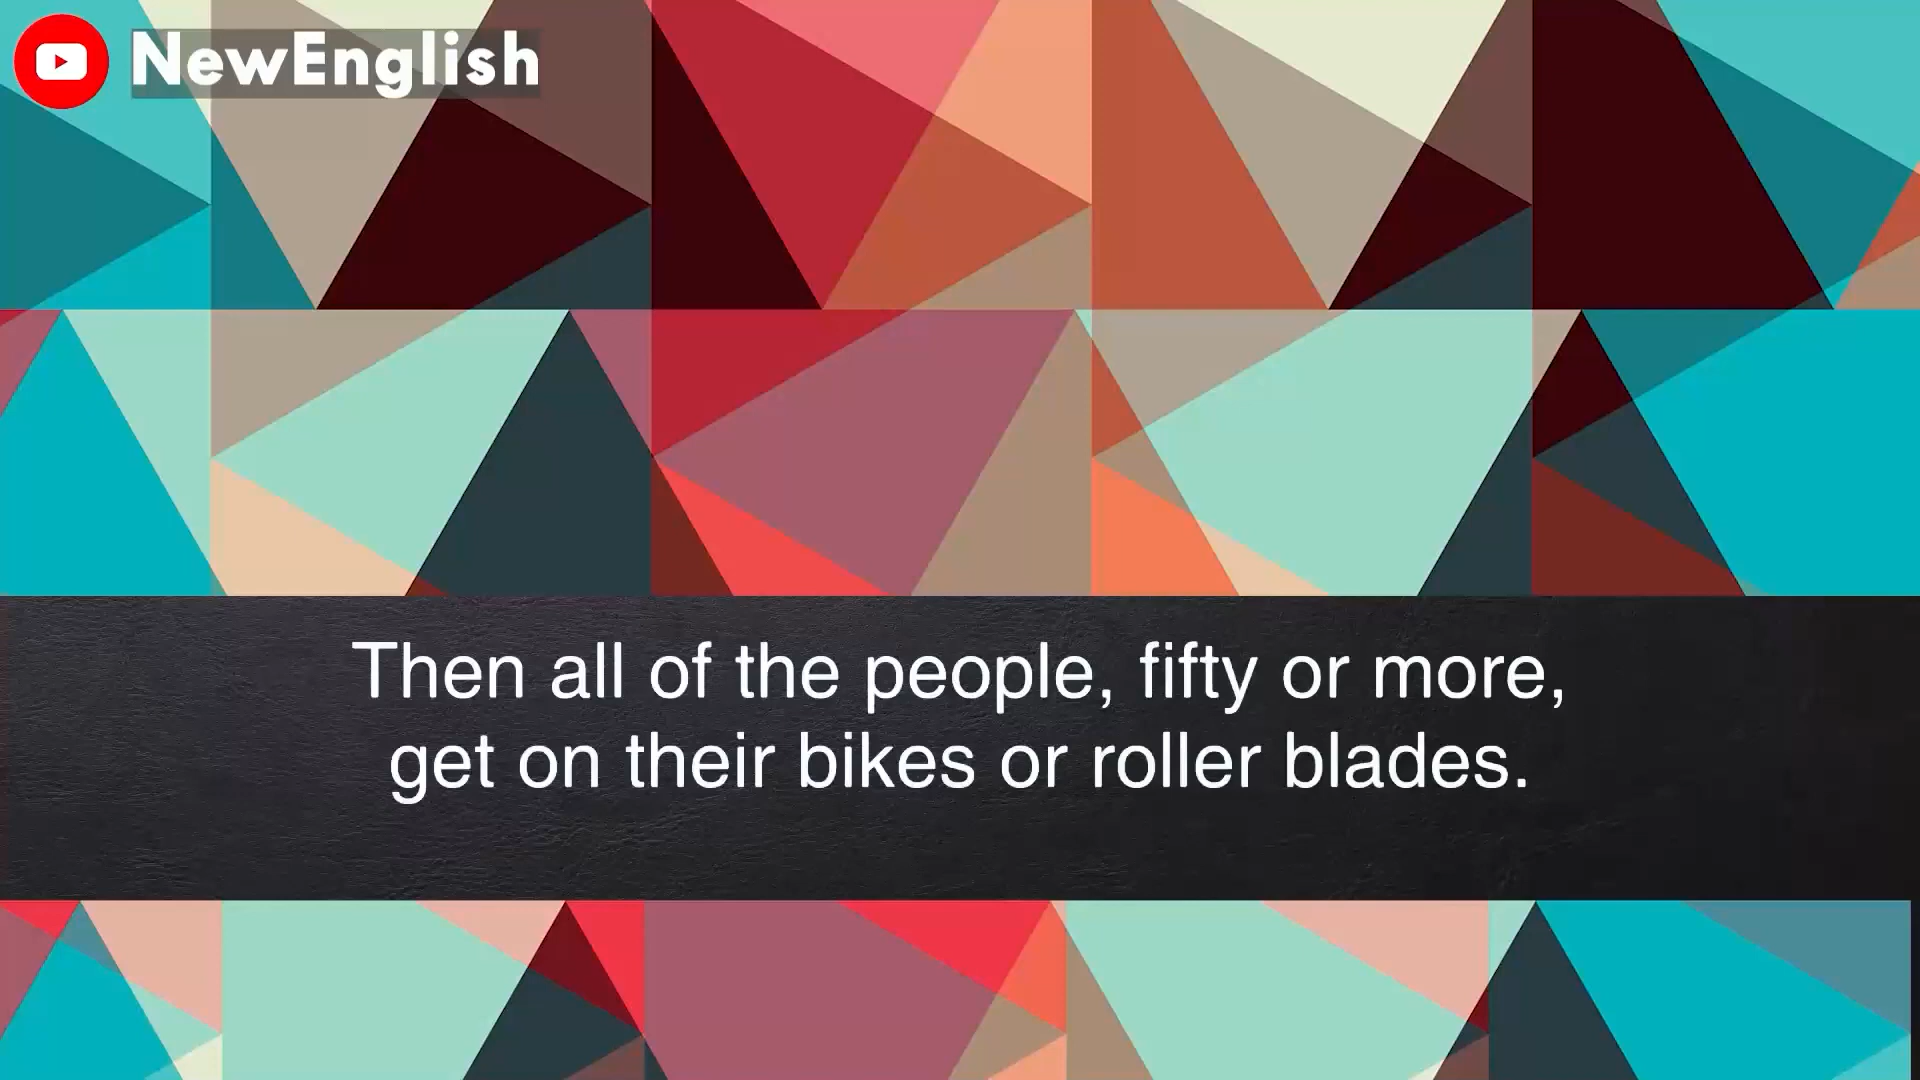 NewEnglish
Then all of the people, fifty or more,
get on their bikes or roller blades.